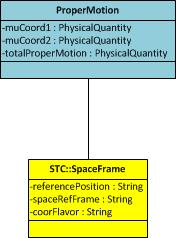 ProperMotion
-muCoord1 : PhysicalQuantity
-muCoord2 : PhysicalQuantity
-totalProperMotion : PhysicalQuantity
STC::SpaceFrame
-referencePosition : String
-spaceRefFrame : String
-coorFlavor : String